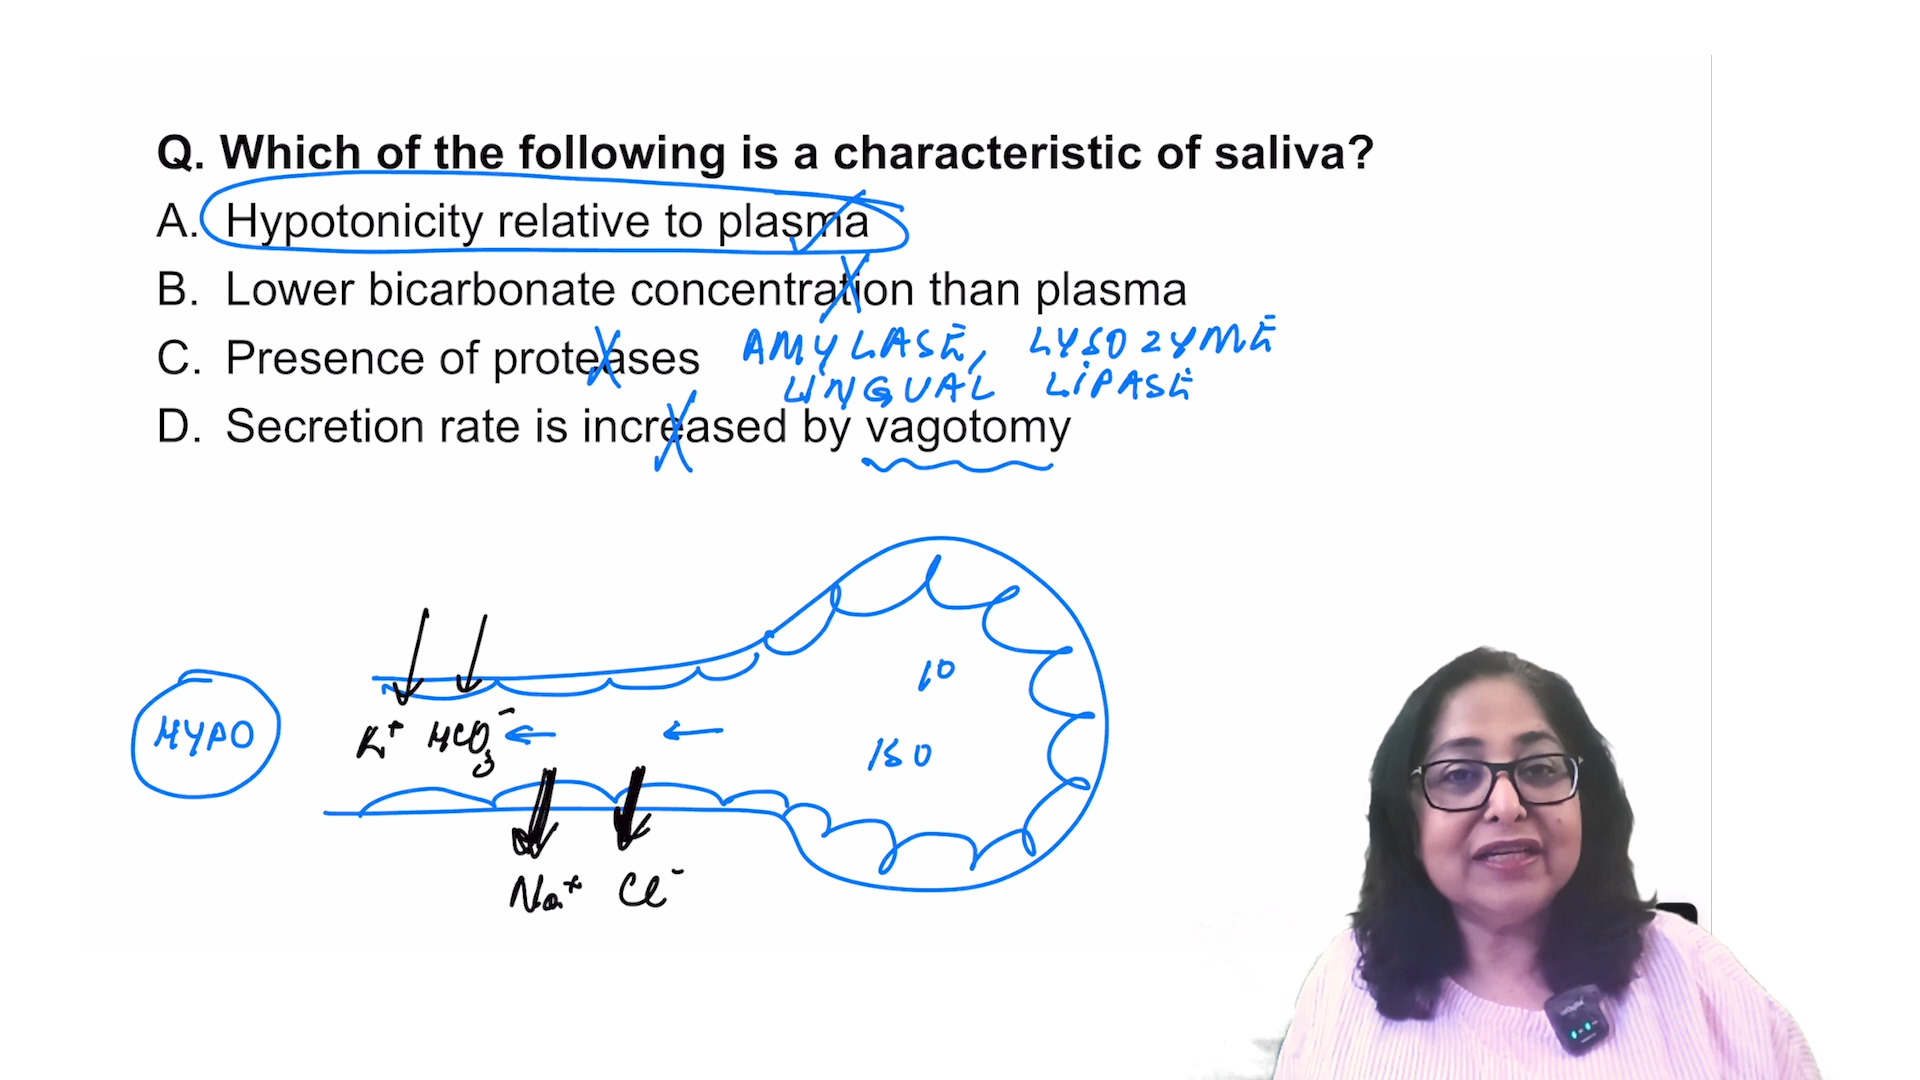 Q. Which of the following is a characteristic of saliva?
A. Hypotonicity relative to plasma
B. Lower bicarbonate concentration than plasma
C. Presence of proteases AMYLASE, LYSOZYME
LINGUAL LIPASE
D. Secretion rate is increased by vagotomy
10
150
HYPO
K+ HCO3-
Na+ Cl-